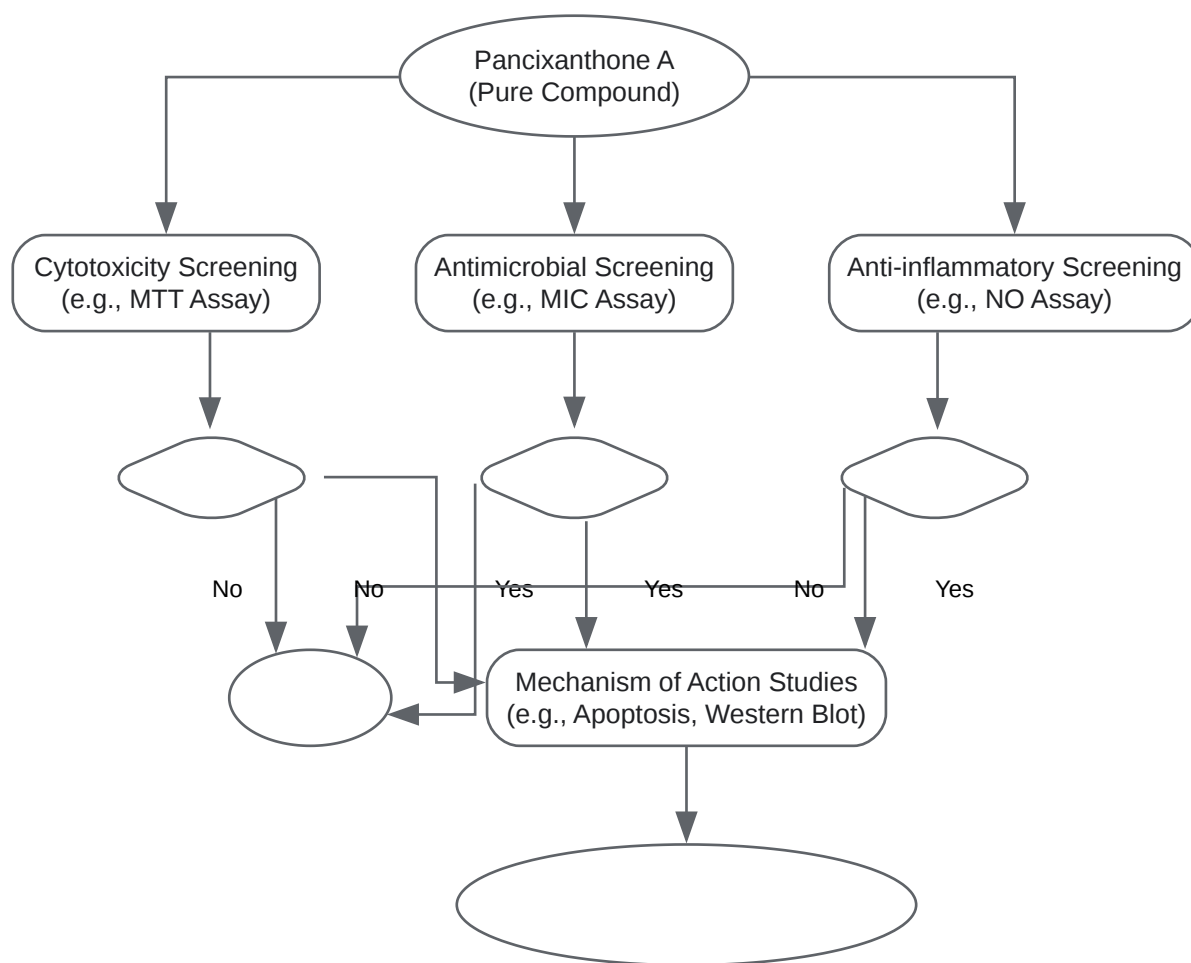 Pancixanthone A
(Pure Compound)
Cytotoxicity Screening
(e.g., MTT Assay)
Antimicrobial Screening
(e.g., MIC Assay)
Anti-inflammatory Screening
(e.g., NO Assay)
No
No
Yes
Yes
No
Yes
Mechanism of Action Studies
(e.g., Apoptosis, Western Blot)